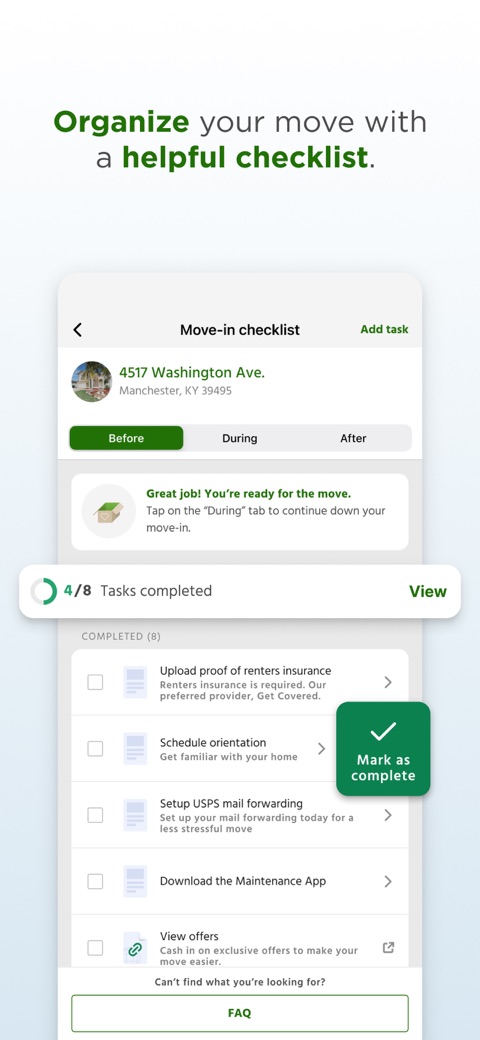 Organize your move with
a helpful checklist.
Move-in checklist
Add task
4517 Washington Ave.
Manchester, KY 39495
Before
During
After
Great job! You're ready for the move.
Tap on the “During” tab to continue down your
move-in.
4/8 Tasks completed
View
COMPLETED (8)
Upload proof of renters insurance
Renters insurance is required. Our
preferred provider, Get Covered.
Schedule orientation
Get familiar with your home
Mark as
complete
Setup USPS mail forwarding
Set up your mail forwarding today for a
less stressful move
Download the Maintenance App
View offers
Cash in on exclusive offers to make your
move easier.
Can't find what you're looking for?
FAQ